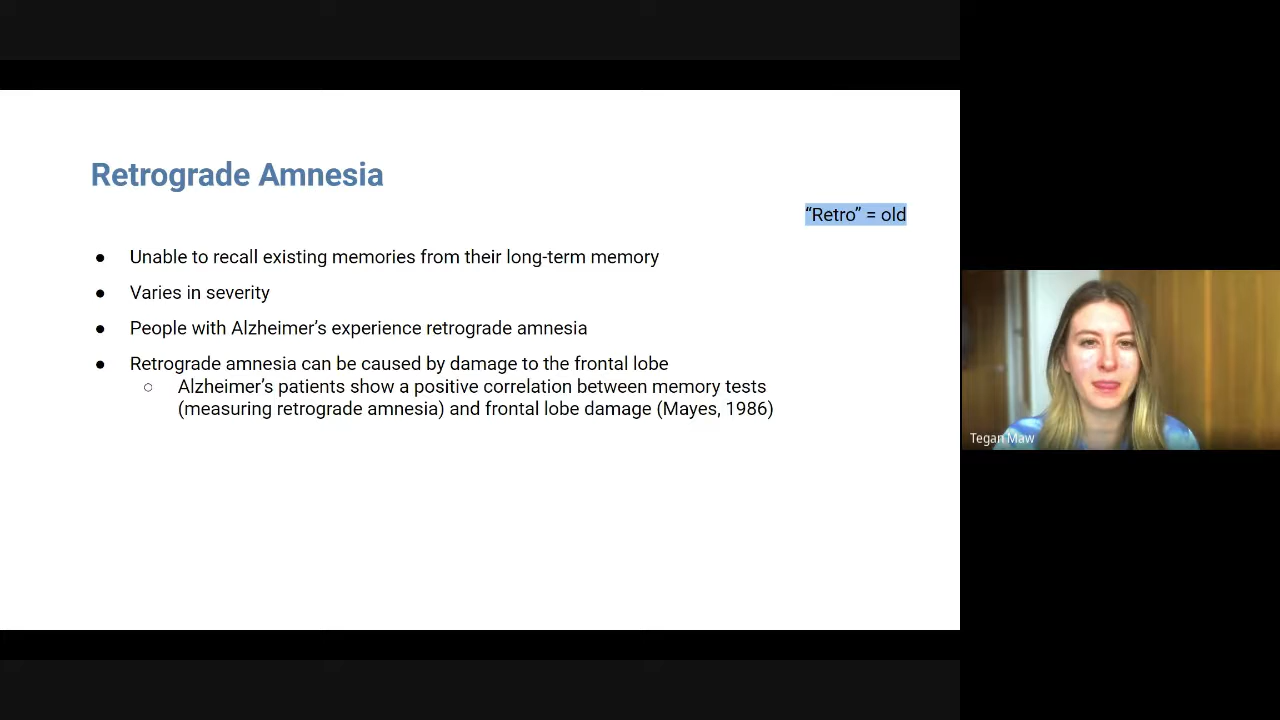 Retrograde Amnesia
“Retro” = old
● Unable to recall existing memories from their long-term memory
● Varies in severity
● People with Alzheimer’s experience retrograde amnesia
● Retrograde amnesia can be caused by damage to the frontal lobe
○ Alzheimer’s patients show a positive correlation between memory tests
(measuring retrograde amnesia) and frontal lobe damage (Mayes, 1986)
Tegan Maw